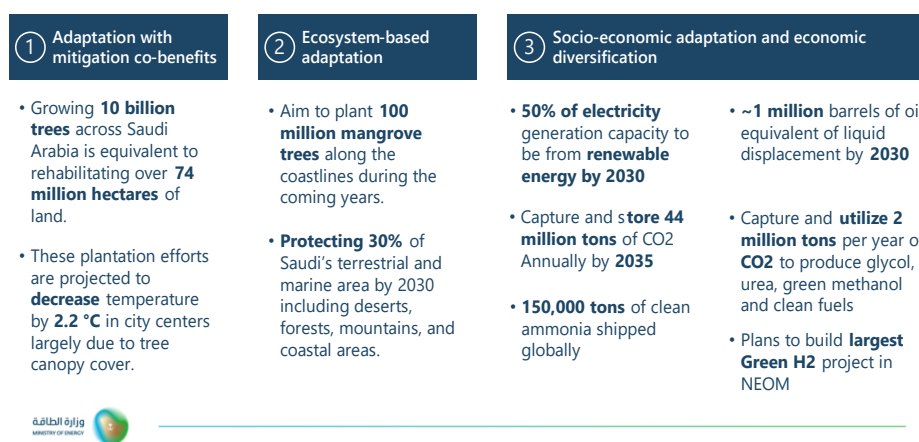 1 Adaptation with
mitigation co-benefits
• Growing 10 billion
trees across Saudi
Arabia is equivalent to
rehabilitating over 74
million hectares of
land.
• These plantation efforts
are projected to
decrease temperature
by 2.2 °C in city centers
largely due to tree
canopy cover.
2 Ecosystem-based
adaptation
• Aim to plant 100
million mangrove
trees along the
coastlines during the
coming years.
• Protecting 30% of
Saudi's terrestrial and
marine area by 2030
including deserts,
forests, mountains, and
coastal areas.
3 Socio-economic adaptation and economic
diversification
• 50% of electricity
generation capacity to
be from renewable
energy by 2030
• Capture and store 44
million tons of CO2
Annually by 2035
• 150,000 tons of clean
ammonia shipped
globally
• ~1 million barrels of oi
equivalent of liquid
displacement by 2030
• Capture and utilize 2
million tons per year o
CO2 to produce glycol,
urea, green methanol
and clean fuels
• Plans to build largest
Green H2 project in
NEOM
وزارة الطاقة
MINISTRY OF ENERGY